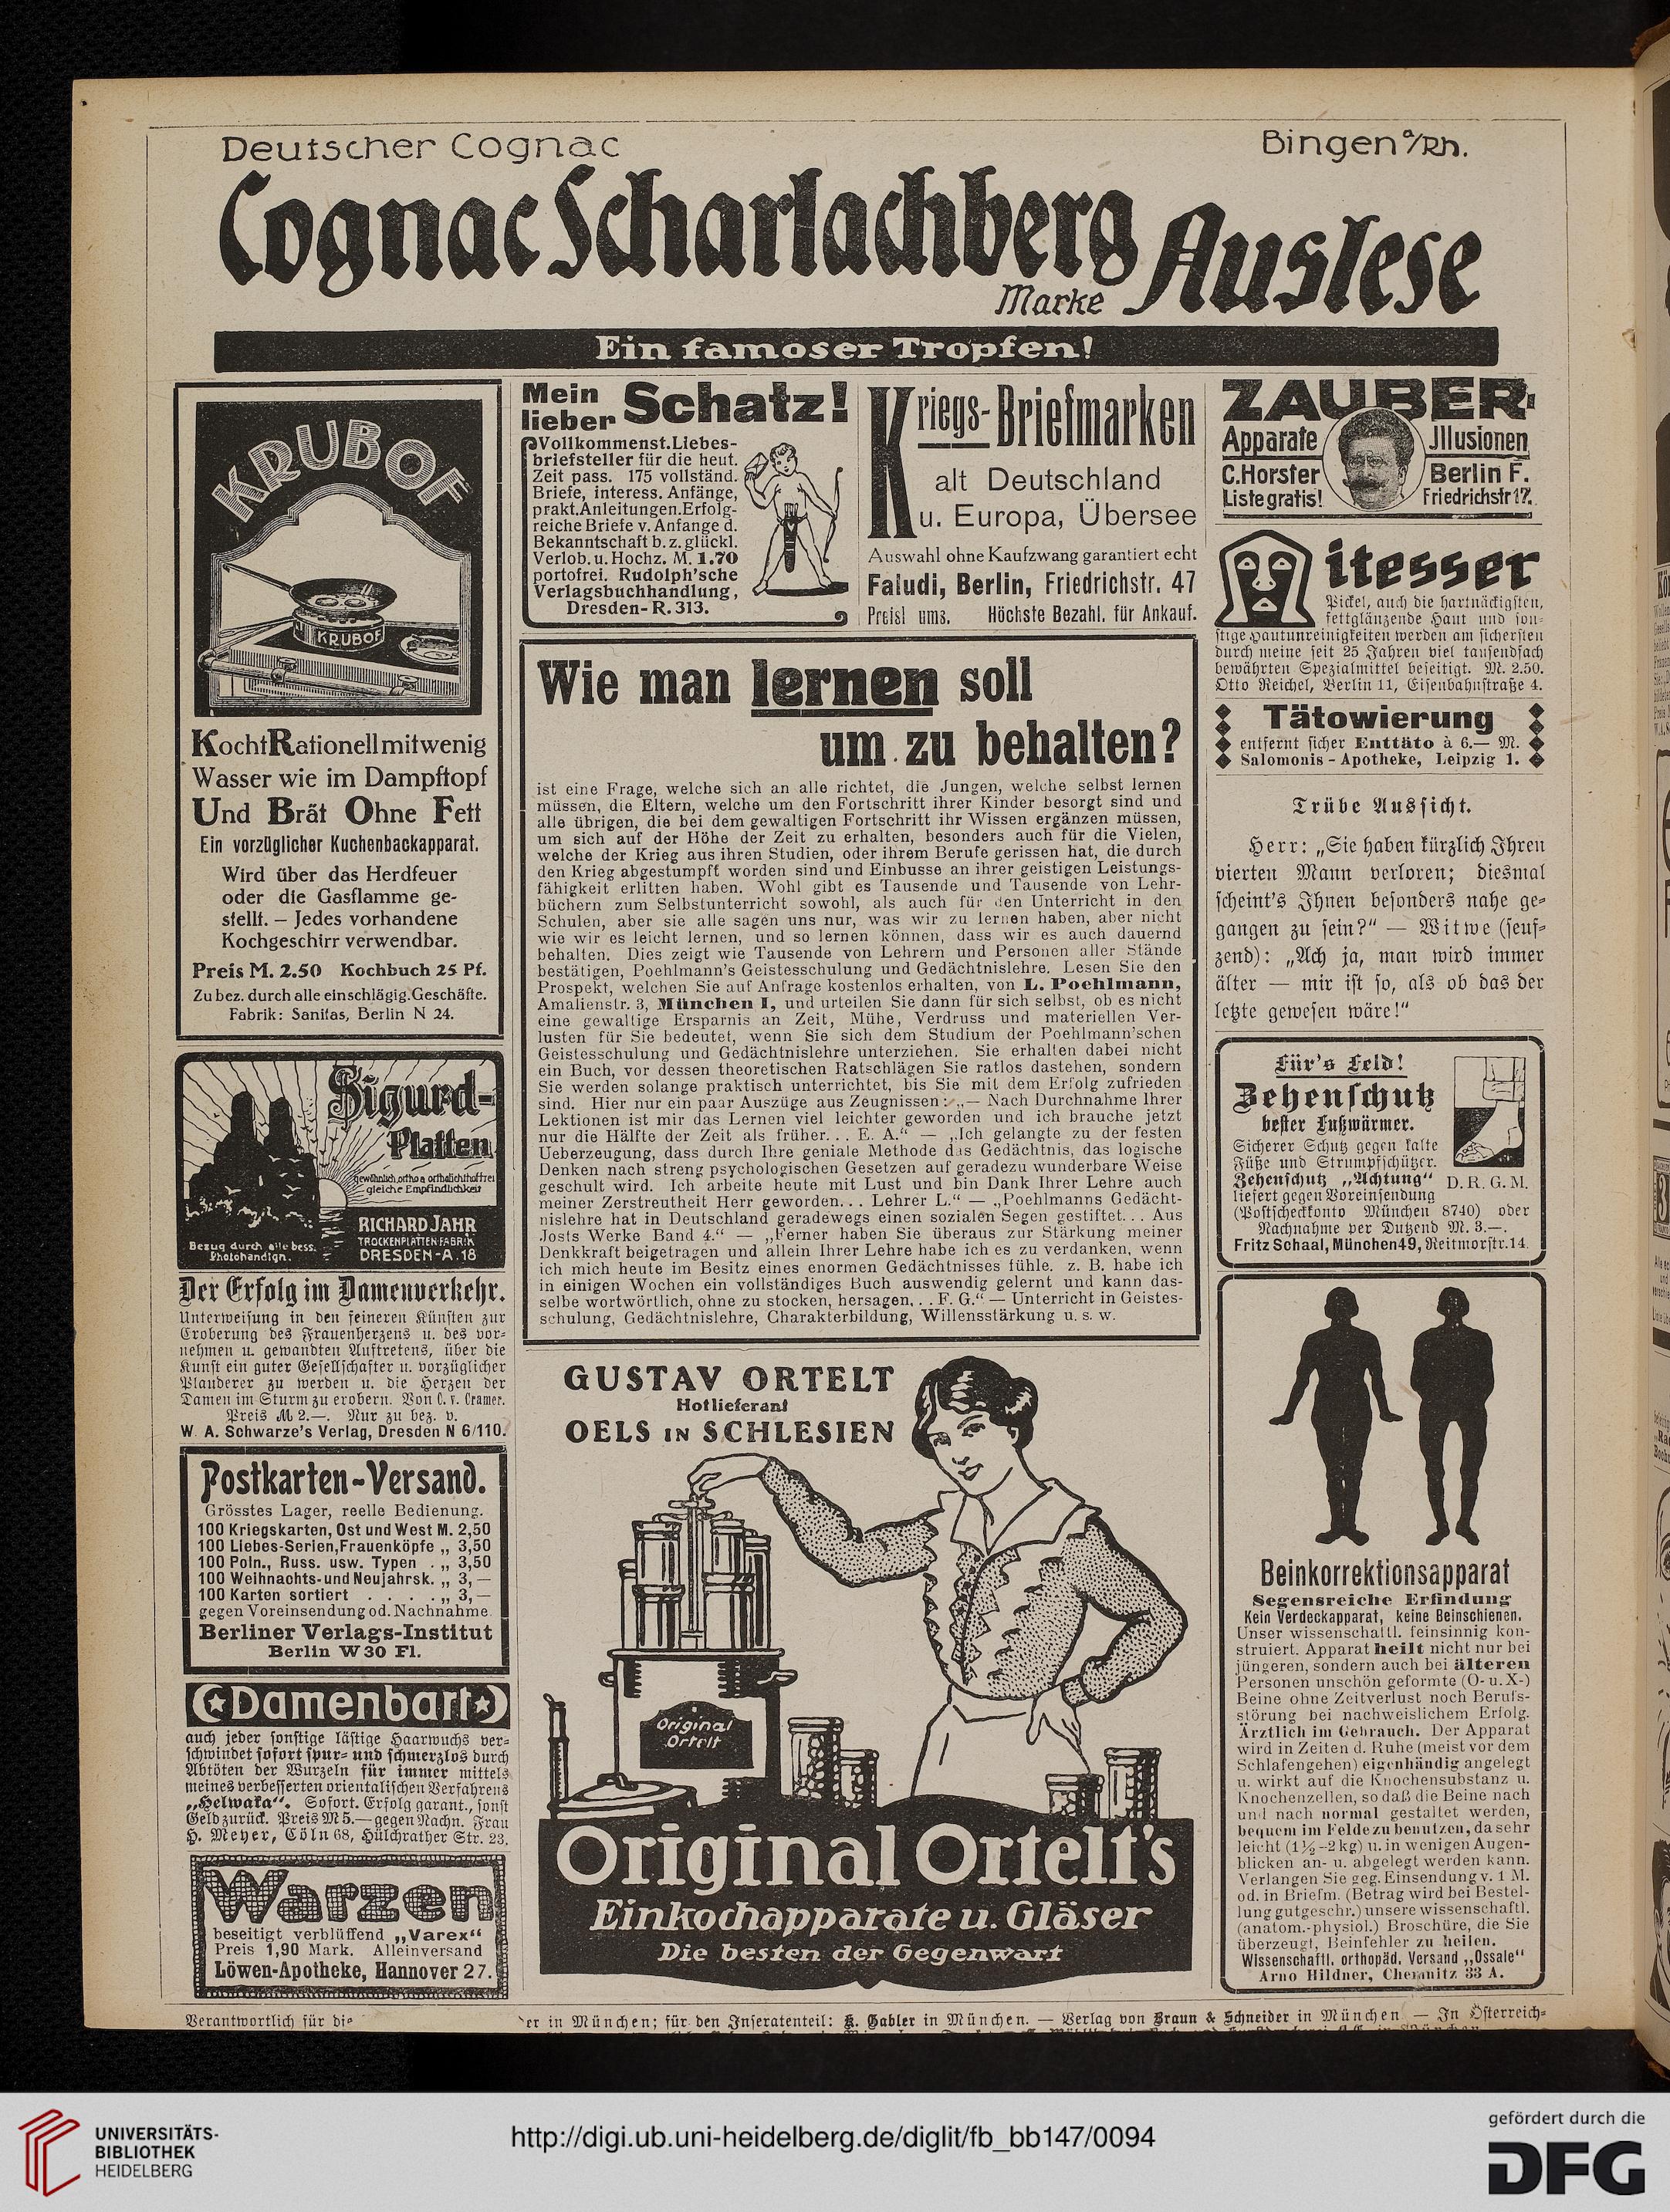 Deutscher Cognac
Bingen a/Rh.
Cognac Scharlachberg
Marke Auslese
Ein famoser Tropfen!
KRUBOF
KRUBOF
Kocht Rationell mit wenig
Wasser wie im Dampftopf
Und Brät Ohne Fett
Ein vorzüglicher Kuchenbackapparat.
Wird über das Herdfeuer
oder die Gasflamme ge-
stellt. – Jedes vorhandene
Kochgeschirr verwendbar.
Preis M. 2.50 Kochbuch 25 Pf.
Zu bez. durch alle einschlägig. Geschäfte.
Fabrik: Sanitas, Berlin N 24.
Sigurd-
Platten
gewöhnlich, ortho u. ortholichthoffrei
gleiche Empfindlichkeit
RICHARD JAHR
TROCKENPLATTEN-FABRIK
DRESDEN-A. 18
Bezug durch alle bess.
Photohandlgn.
Der Erfolg im Damenverkehr.
Unterweisung in den feineren Künsten zur
Eroberung des Frauenherzens u. des vor-
nehmen u. gewandten Auftretens, über die
Kunst ein guter Gesellschafter u. vorzüglicher
Plauderer zu werden u. die Herzen der
Damen im Sturm zu erobern. Von C. v. Cramer.
Preis M 2.—. Nur zu bez. v.
W. A. Schwarze's Verlag, Dresden N 6/110.
Postkarten-Versand.
Grösstes Lager, reelle Bedienung.
100 Kriegskarten, Ost und West M. 2,50
100 Liebes-Serien, Frauenköpfe „ 3,50
100 Poln., Russ. usw. Typen . „ 3,50
100 Weihnachts- und Neujahrsk. „ 3,—
100 Karten sortiert . . . . „ 3,—
gegen Voreinsendung od. Nachnahme.
Berliner Verlags-Institut
Berlin W 30 Fl.
Damenbart
auch jeder sonstige lästige Haarwuchs ver-
schwindet sofort spur- und schmerzlos durch
Abtöten der Wurzeln für immer mittels
meines verbesserten orientalischen Verfahrens
„Helwaka“. Sofort. Erfolg garant., sonst
Geld zurück. Preis M 5.— gegen Nachn. Frau
H. Meyer, Cöln 68, Hülchrather Str. 23.
Warzen
beseitigt verblüffend „Varex“
Preis 1,90 Mark. Alleinversand
Löwen-Apotheke, Hannover 27.
Mein
lieber Schatz!
Vollkommenst. Liebes-
briefsteller für die heut.
Zeit pass. 175 vollständ.
Briefe, interess. Anfänge,
prakt. Anleitungen. Erfolg-
reiche Briefe v. Anfange d.
Bekanntschaft b. z. glückl.
Verlob. u. Hochz. M. 1.70
portofrei. Rudolph'sche
Verlagsbuchhandlung,
Dresden-R. 313.
Kriegs-Briefmarken
alt Deutschland
u. Europa, Übersee
Auswahl ohne Kaufzwang garantiert echt
Faludi, Berlin, Friedrichstr. 47
Preisl ums. Höchste Bezahl. für Ankauf.
Wie man lernen soll
um zu behalten?
ist eine Frage, welche sich an alle richtet, die Jungen, welche selbst lernen
müssen, die Eltern, welche um den Fortschritt ihrer Kinder besorgt sind und
alle übrigen, die bei dem gewaltigen Fortschritt ihr Wissen ergänzen müssen,
um sich auf der Höhe der Zeit zu erhalten, besonders auch für die Vielen,
welche der Krieg aus ihren Studien, oder ihrem Berufe gerissen hat, die durch
den Krieg abgestumpft worden sind und Einbusse an ihrer geistigen Leistungs-
fähigkeit erlitten haben. Wohl gibt es Tausende und Tausende von Lehr-
büchern zum Selbstunterricht sowohl, als auch für den Unterricht in den
Schulen, aber sie alle sagen uns nur, was wir zu lernen haben, aber nicht
wie wir es leicht lernen, und so lernen können, dass wir es auch dauernd
behalten. Dies zeigt wie Tausende von Lehrern und Personen aller Stände
bestätigen, Poehlmann's Geistesschulung und Gedächtnislehre. Lesen Sie den
Prospekt, welchen Sie auf Anfrage kostenlos erhalten, von L. Poehlmann,
Amalienstr. 3, München I, und urteilen Sie dann für sich selbst, ob es nicht
eine gewaltige Ersparnis an Zeit, Mühe, Verdruss und materiellen Ver-
lusten für Sie bedeutet, wenn Sie sich dem Studium der Poehlmann'schen
Geistesschulung und Gedächtnislehre unterziehen. Sie erhalten dabei nicht
ein Buch, vor dessen theoretischen Ratschlägen Sie ratlos dastehen, sondern
Sie werden solange praktisch unterrichtet, bis Sie mit dem Erfolg zufrieden
sind. Hier nur ein paar Auszüge aus Zeugnissen: „— Nach Durchnahme Ihrer
Lektionen ist mir das Lernen viel leichter geworden und ich brauche jetzt
nur die Hälfte der Zeit als früher. . . E. A.“ — „Ich gelangte zu der festen
Ueberzeugung, dass durch Ihre geniale Methode das Gedächtnis, das logische
Denken nach streng psychologischen Gesetzen auf geradezu wunderbare Weise
geschult wird. Ich arbeite heute mit Lust und bin Dank Ihrer Lehre auch
meiner Zerstreutheit Herr geworden. . . Lehrer L.“ — „Poehlmanns Gedächt-
nislehre hat in Deutschland geradewegs einen sozialen Segen gestiftet. . . Aus
Josts Werke Band 4.“ — „Ferner haben Sie überaus zur Stärkung meiner
Denkkraft beigetragen und allein Ihrer Lehre habe ich es zu verdanken, wenn
ich mich heute im Besitz eines enormen Gedächtnisses fühle. z. B. habe ich
in einigen Wochen ein vollständiges Buch auswendig gelernt und kann das-
selbe wortwörtlich, ohne zu stocken, hersagen. . . F. G.“ — Unterricht in Geistes-
schulung, Gedächtnislehre, Charakterbildung, Willensstärkung u. s. w.
GUSTAV ORTELT
Hoflieferant
OELS IN SCHLESIEN
Original
Ortelt
Original Ortelt's
Einkochapparate u. Gläser
Die besten der Gegenwart
ZAUBER-
Apparate Jllusionen
C. Horster Berlin F.
Liste gratis! Friedrichstr 17.
Mitesser
Pickel, auch die hartnäckigsten,
fettglänzende Haut und son-
stige Hautunreinigkeiten werden am sichersten
durch meine seit 25 Jahren viel tausendfach
bewährten Spezialmittel beseitigt. M. 2.50.
Otto Reichel, Berlin 11, Eisenbahnstraße 4.
Tätowierung
entfernt sicher Enttäto à 6.— M.
Salomonis-Apotheke, Leipzig 1.
Trübe Aussicht.
Herr: „Sie haben kürzlich Ihren
vierten Mann verloren; diesmal
scheint's Ihnen besonders nahe ge-
gangen zu sein?“ — Witwe (seuf-
zend): „Ach ja, man wird immer
älter — mir ist so, als ob das der
letzte gewesen wäre!“
Für's Feld!
Zehenschutz
bester Fußwärmer.
Sicherer Schutz gegen kalte
Füße und Strumpfschützer.
Zehenschutz „Achtung“ D. R. G. M.
liefert gegen Voreinsendung
(Postscheckkonto München 8740) oder
Nachnahme per Dutzend M. 3.—.
Fritz Schaal, München 49, Reitmorstr. 14.
Beinkorrektionsapparat
Segensreiche Erfindung
Kein Verdeckapparat, keine Beinschienen.
Unser wissenschaftl. feinsinnig kon-
struiert. Apparat heilt nicht nur bei
jüngeren, sondern auch bei älteren
Personen unschön geformte (O- u. X-)
Beine ohne Zeitverlust noch Berufs-
störung bei nachweislichem Erfolg.
Ärztlich im Gebrauch. Der Apparat
wird in Zeiten d. Ruhe (meist vor dem
Schlafengehen) eigenhändig angelegt
u. wirkt auf die Knochensubstanz u.
Knochenzellen, so daß die Beine nach
und nach normal gestaltet werden,
bequem im Felde zu benutzen, da sehr
leicht (1½–2 kg) u. in wenigen Augen-
blicken an- u. abgelegt werden kann.
Verlangen Sie geg. Einsendung v. 1 M.
od. in Briefm. (Betrag wird bei Bestel-
lung gutgeschr.) unsere wissenschaftl.
(anatom.-physiol.) Broschüre, die Sie
überzeugt, Beinfehler zu heilen.
Wissenschaftl. orthopäd. Versand „Ossale“
Arno Hildner, Chemnitz 33 A.
Verantwortlich für die
er in München; für den Inseratenteil: K. Gabler in München. — Verlag von Braun & Schneider in München. — In Österreich-
UNIVERSITÄTS-
BIBLIOTHEK
HEIDELBERG
http://digi.ub.uni-heidelberg.de/diglit/fb_bb147/0094
gefördert durch die
DFG